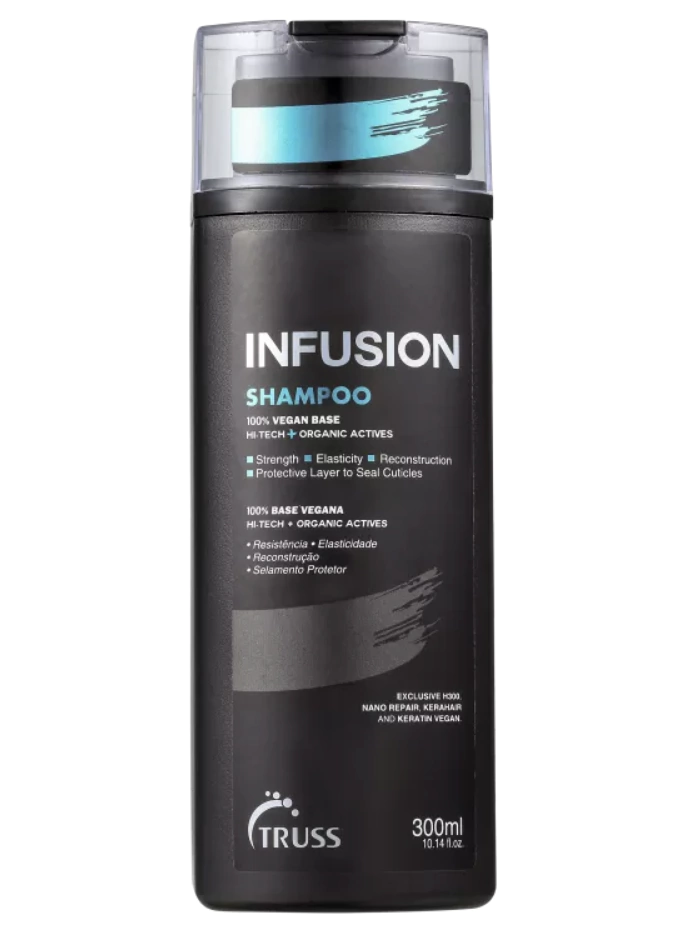 INFUSION
SHAMPOO
100% VEGAN BASE
HI-TECH + ORGANIC ACTIVES
▪ Strength ▪ Elasticity ▪ Reconstruction
▪ Protective Layer to Seal Cuticles
100% BASE VEGANA
HI-TECH + ORGANIC ACTIVES
• Resistência • Elasticidade
• Reconstrução
• Selamento Protetor
EXCLUSIVE H300,
NANO REPAIR, KERAHAIR
AND KERATIN VEGAN.
TRUSS
300ml
10.14 fl.oz.